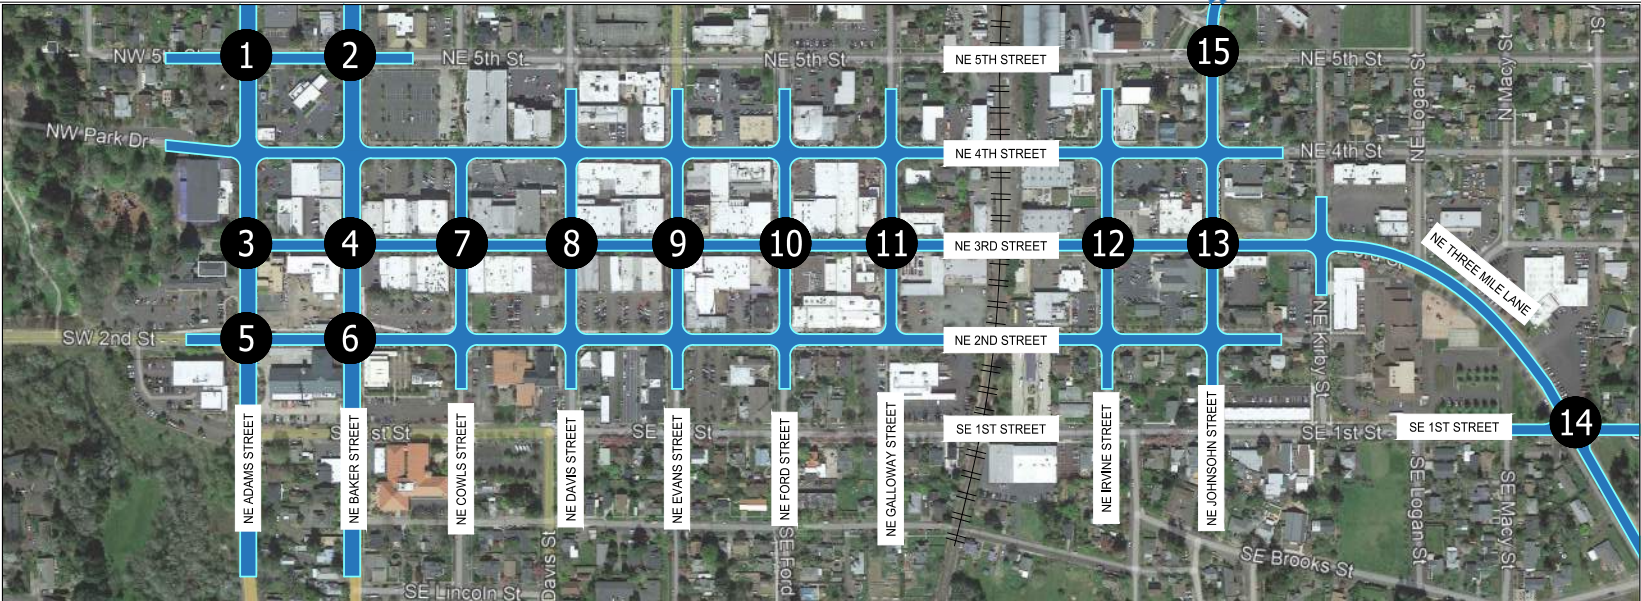 St
N Macy St
NW 5th St
1
2
NE 5th St
NE 5th St
NE 5TH STREET
15
NE 5th St
NE Logan St
NW Park Dr
NE 4TH STREET
NE 4th St
3
4
7
8
9
10
11
NE 3RD STREET
12
13
NE THREE MILE LANE
SW 2nd St
5
6
NE 2ND STREET
NE Kirby St
NE ADAMS STREET
NE BAKER STREET
NE COWLS STREET
NE DAVIS STREET
NE EVANS STREET
NE FORD STREET
NE GALLOWAY STREET
NE IRVINE STREET
NE JOHNSOHN STREET
St
SE St
SE 1ST STREET
SE 1st St
SE 1ST STREET
14
SE Logan St
SE Macy St
SE Brooks St
SE Ford
Davis St
SE Lincoln St